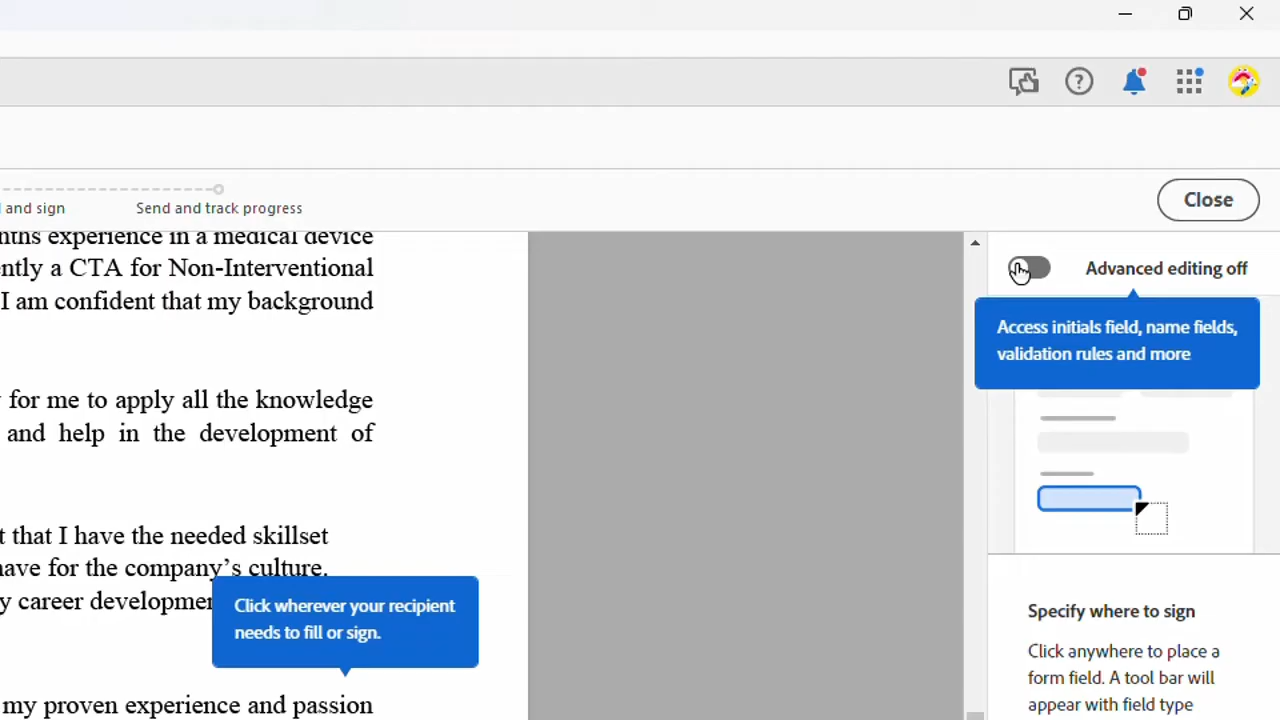 and sign
Send and track progress
Close
experience in a medical device
a CTA for Non-Interventional
I am confident that my background
for me to apply all the knowledge
and help in the development of
that I have the needed skillset
for the company's culture.
career
my proven experience and passion
Click wherever your recipient
needs to fill or sign.
Advanced editing off
Access initials field, name fields,
validation rules and more
Specify where to sign
Click anywhere to place a
form field. A tool bar will
appear with field type